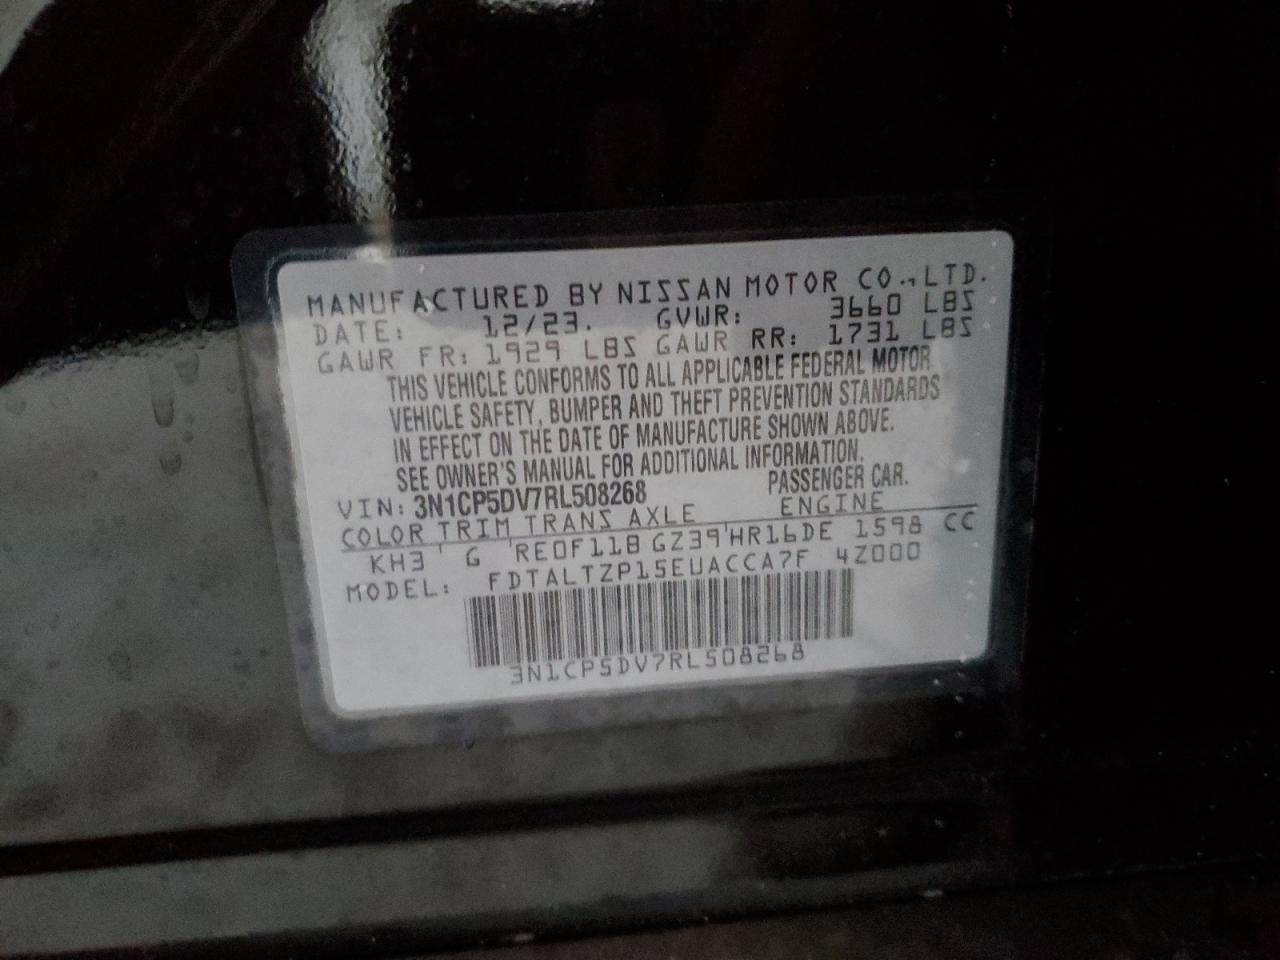 MANUFACTURED BY NISSAN MOTOR CO., LTD.
DATE: 12/23. GVWR: 3660 LBS
GAWR FR: 1929 LBS GAWR RR: 1731 LBS
THIS VEHICLE CONFORMS TO ALL APPLICABLE FEDERAL MOTOR
VEHICLE SAFETY, BUMPER AND THEFT PREVENTION STANDARDS
IN EFFECT ON THE DATE OF MANUFACTURE SHOWN ABOVE.
SEE OWNER'S MANUAL FOR ADDITIONAL INFORMATION.
VIN: 3N1CP5DV7RL508268 PASSENGER CAR.
COLOR TRIM TRANS AXLE ENGINE
KH3 G RE0F11B GZ39 HR16DE 1598 CC
MODEL: FDTALTZP15EUACCA7F 4Z000
3N1CP5DV7RL508268